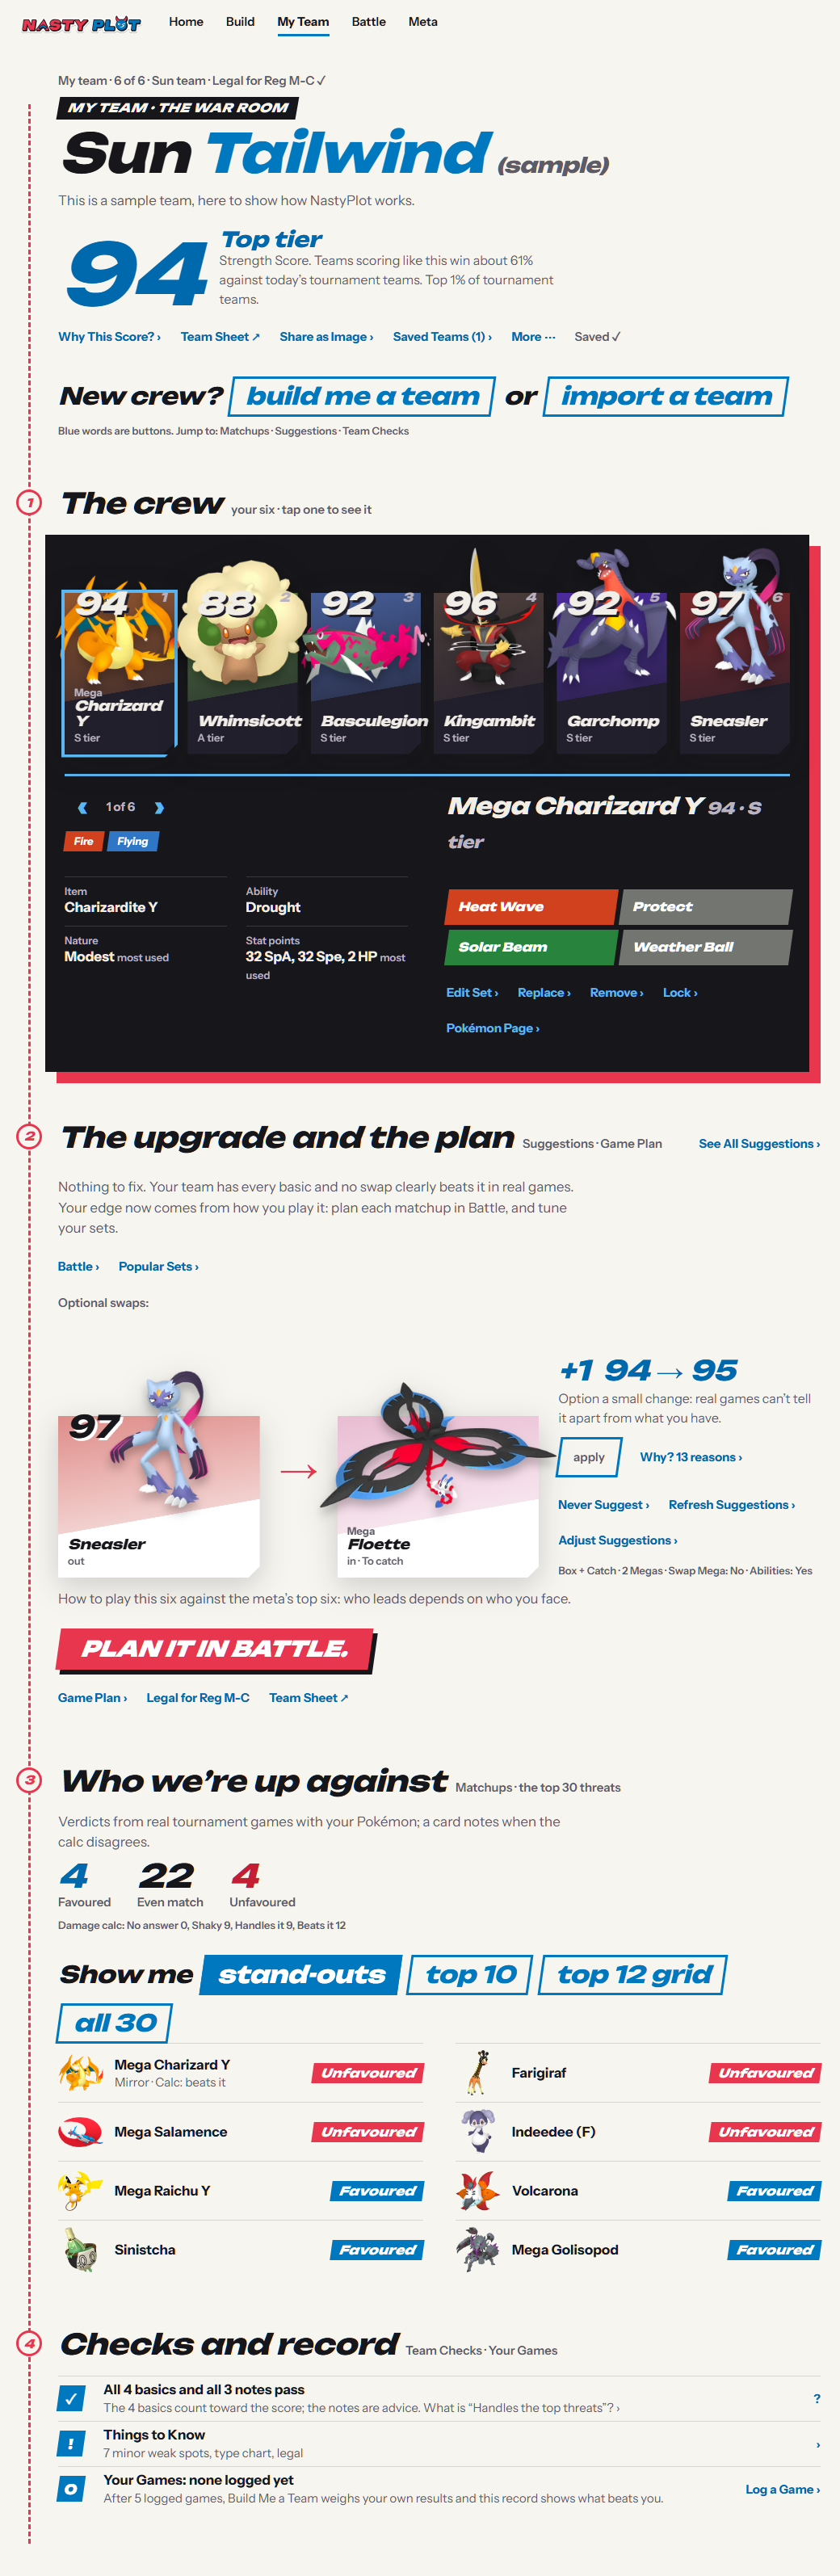 NASTY PLOT
Home Build My Team Battle Meta
My team · 6 of 6 · Sun team · Legal for Reg M-C ✓
MY TEAM · THE WAR ROOM
Sun Tailwind (sample)
This is a sample team, here to show how NastyPlot works.
94
Top tier
Strength Score. Teams scoring like this win about 61%
against today's tournament teams. Top 1% of tournament
teams.
Why This Score? › Team Sheet ↗ Share as Image › Saved Teams (1) › More ··· Saved ✓
New crew? build me a team or import a team
Blue words are buttons. Jump to: Matchups · Suggestions · Team Checks
1 The crew your six · tap one to see it
94 1 88 2 92 3 96 4 92 5 97 6
Mega
Charizard
Y
S tier
Whimsicott
A tier
Basculegion
S tier
Kingambit
S tier
Garchomp
S tier
Sneasler
S tier
❮ 1 of 6 ❯
Fire Flying
Item
Charizardite Y
Ability
Drought
Nature
Modest most used
Stat points
32 SpA, 32 Spe, 2 HP most
used
Mega Charizard Y 94 · S
tier
Heat Wave Protect
Solar Beam Weather Ball
Edit Set › Replace › Remove › Lock ›
Pokémon Page ›
2 The upgrade and the plan Suggestions · Game Plan See All Suggestions ›
Nothing to fix. Your team has every basic and no swap clearly beats it in real games.
Your edge now comes from how you play it: plan each matchup in Battle, and tune
your sets.
Battle › Popular Sets ›
Optional swaps:
97
Sneasler
out
→
Mega
Floette
in · To catch
+1 94 → 95
Option a small change: real games can't tell
it apart from what you have.
apply Why? 13 reasons ›
Never Suggest › Refresh Suggestions ›
Adjust Suggestions ›
Box + Catch · 2 Megas · Swap Mega: No · Abilities: Yes
How to play this six against the meta's top six: who leads depends on who you face.
PLAN IT IN BATTLE.
Game Plan › Legal for Reg M-C Team Sheet ↗
3 Who we're up against Matchups · the top 30 threats
Verdicts from real tournament games with your Pokémon; a card notes when the
calc disagrees.
4 22 4
Favoured Even match Unfavoured
Damage calc: No answer 0, Shaky 9, Handles it 9, Beats it 12
Show me stand-outs top 10 top 12 grid
all 30
Mega Charizard Y
Mirror · Calc: beats it
Unfavoured
Farigiraf Unfavoured
Mega Salamence Unfavoured
Indeedee (F) Unfavoured
Mega Raichu Y Favoured
Volcarona Favoured
Sinistcha Favoured
Mega Golisopod Favoured
4 Checks and record Team Checks · Your Games
✓ All 4 basics and all 3 notes pass
The 4 basics count toward the score; the notes are advice. What is “Handles the top threats”? ›
?
! Things to Know
7 minor weak spots, type chart, legal
›
0 Your Games: none logged yet
After 5 logged games, Build Me a Team weighs your own results and this record shows what beats you.
Log a Game ›